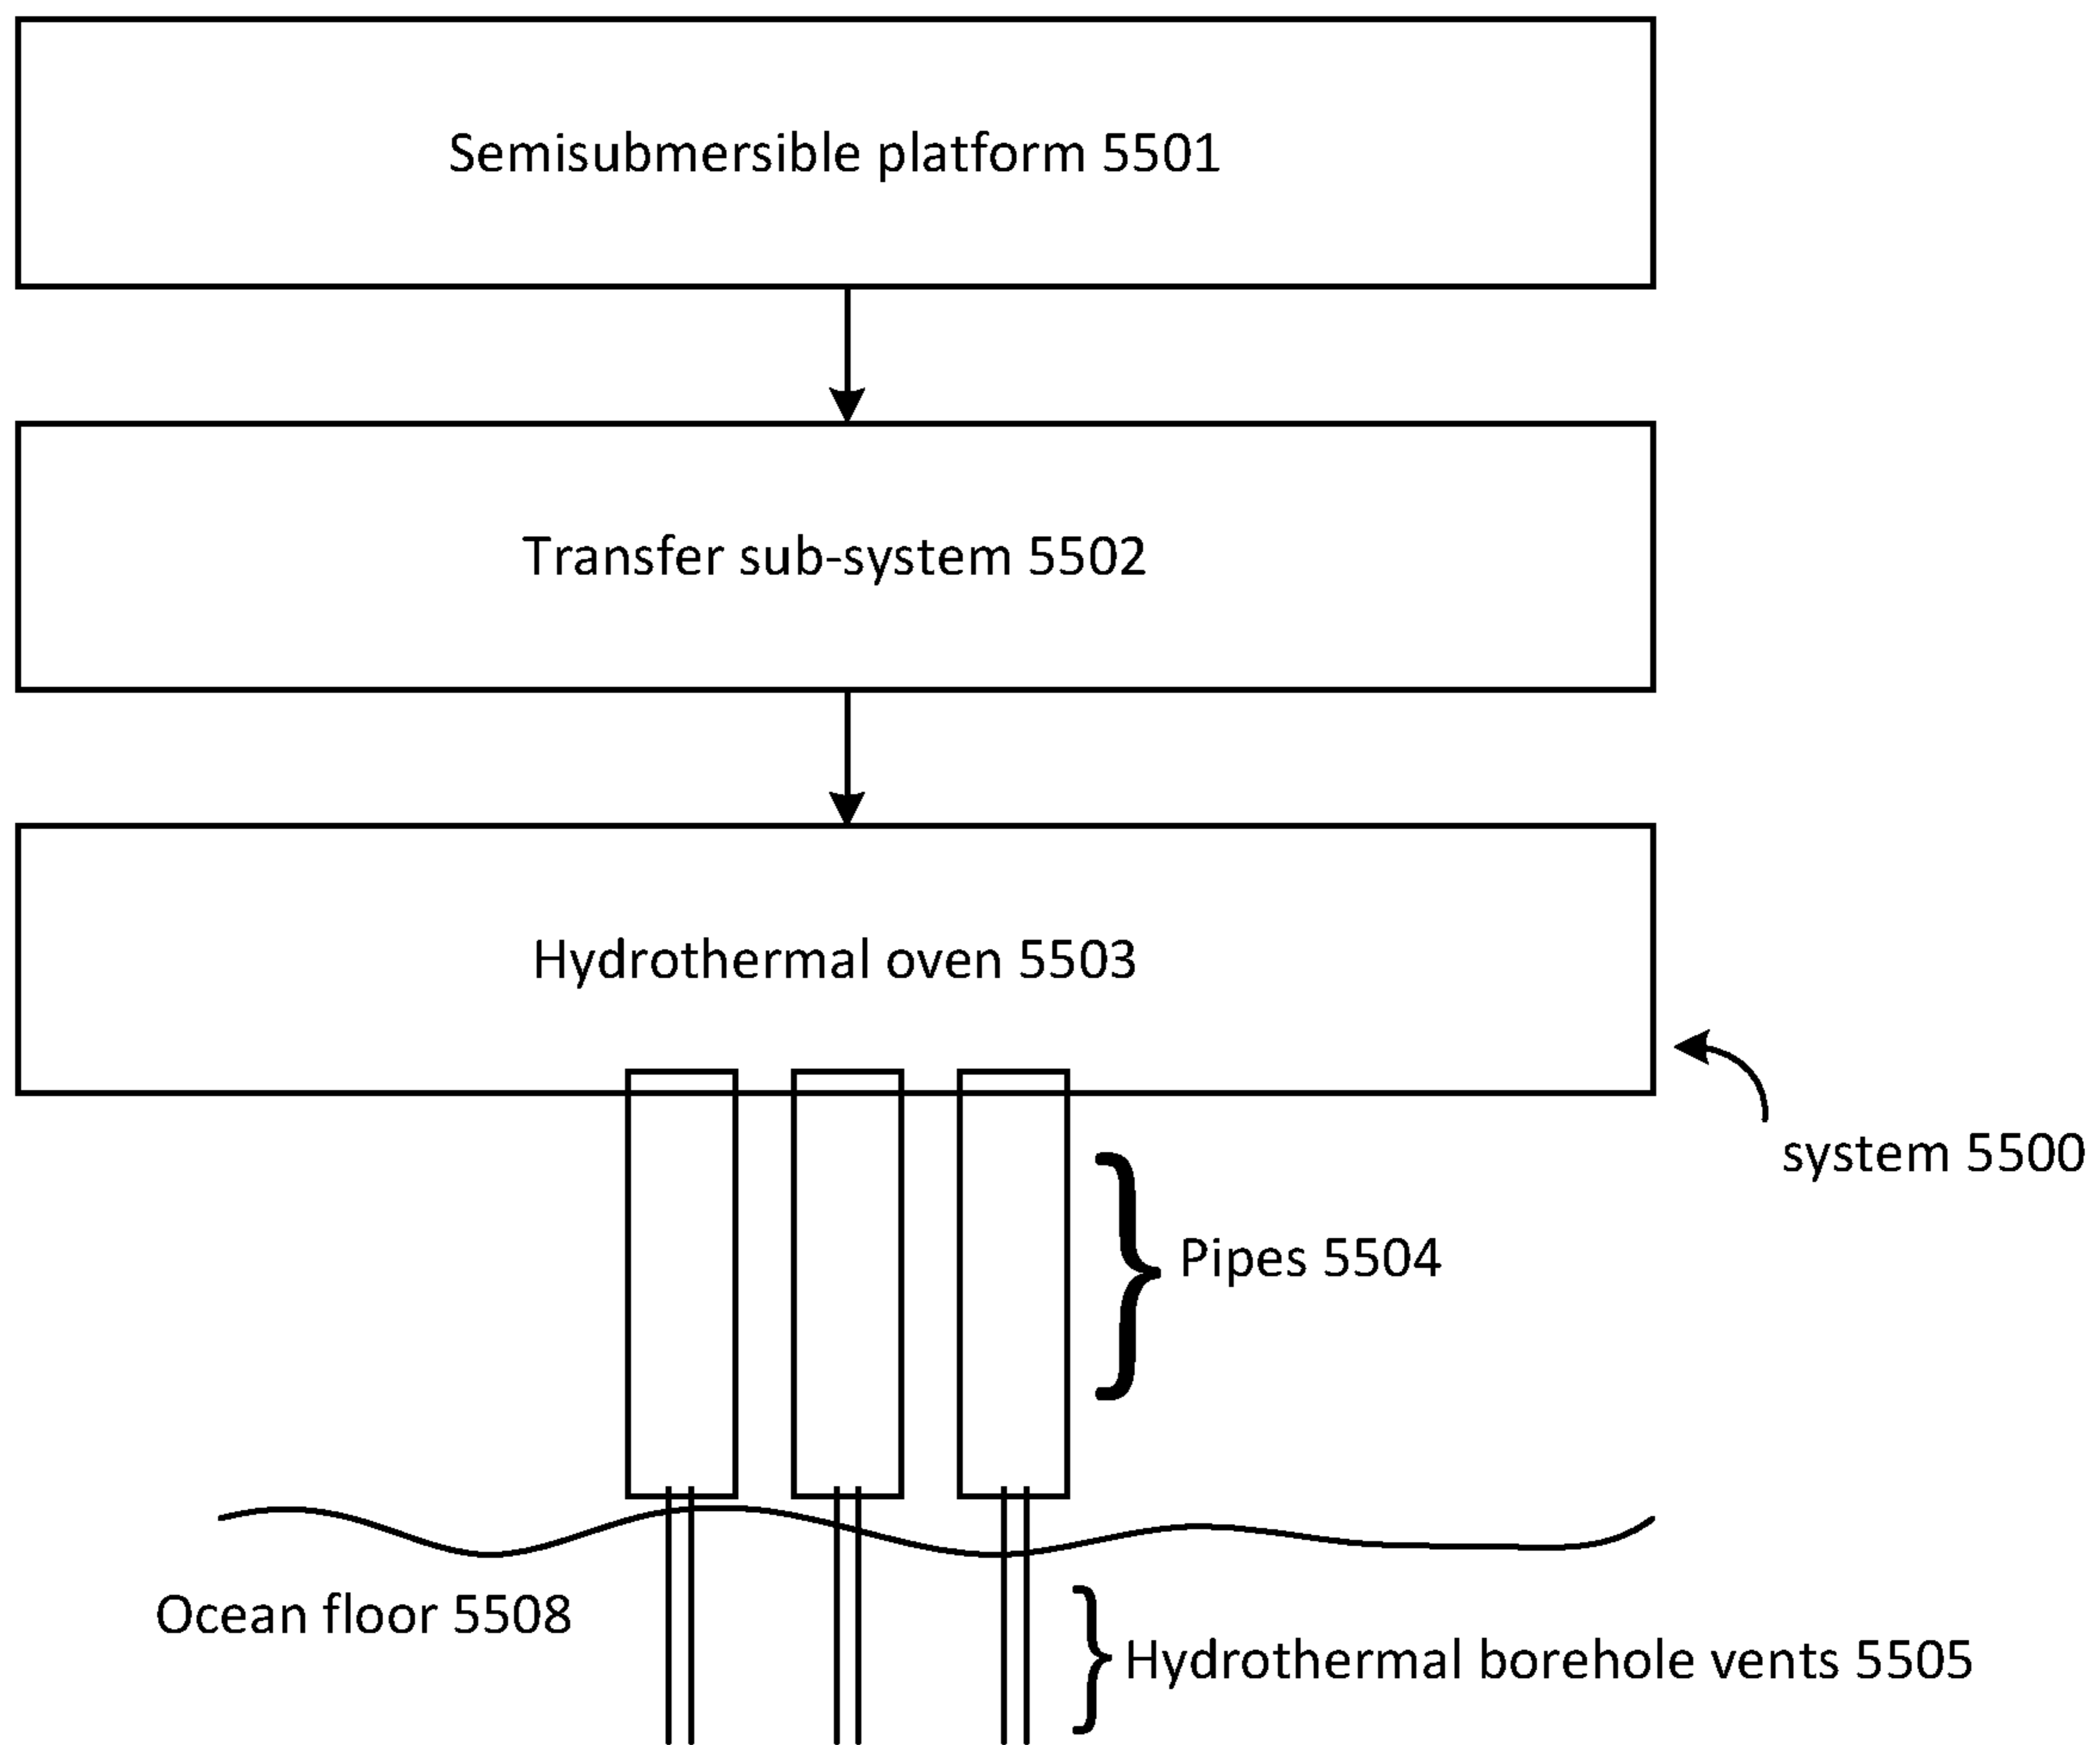 Semisubmersible platform 5501
Transfer sub-system 5502
Hydrothermal oven 5503
system 5500
Pipes 5504
Ocean floor 5508
Hydrothermal borehole vents 5505